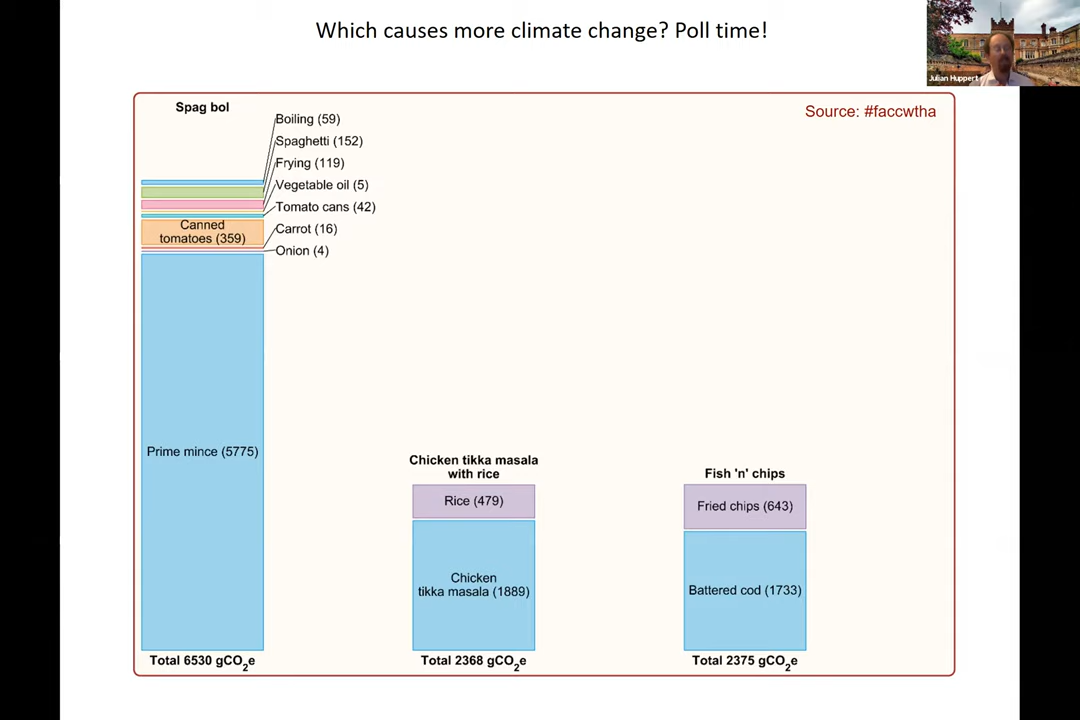 Which causes more climate change? Poll time!
Julian Huppert
Source: #faccwtha
Spag bol
Boiling (59)
Spaghetti (152)
Frying (119)
Vegetable oil (5)
Tomato cans (42)
Canned
tomatoes (359)
Carrot (16)
Onion (4)
Prime mince (5775)
Total 6530 gCO2e
Chicken tikka masala
with rice
Rice (479)
Chicken
tikka masala (1889)
Total 2368 gCO2e
Fish 'n' chips
Fried chips (643)
Battered cod (1733)
Total 2375 gCO2e